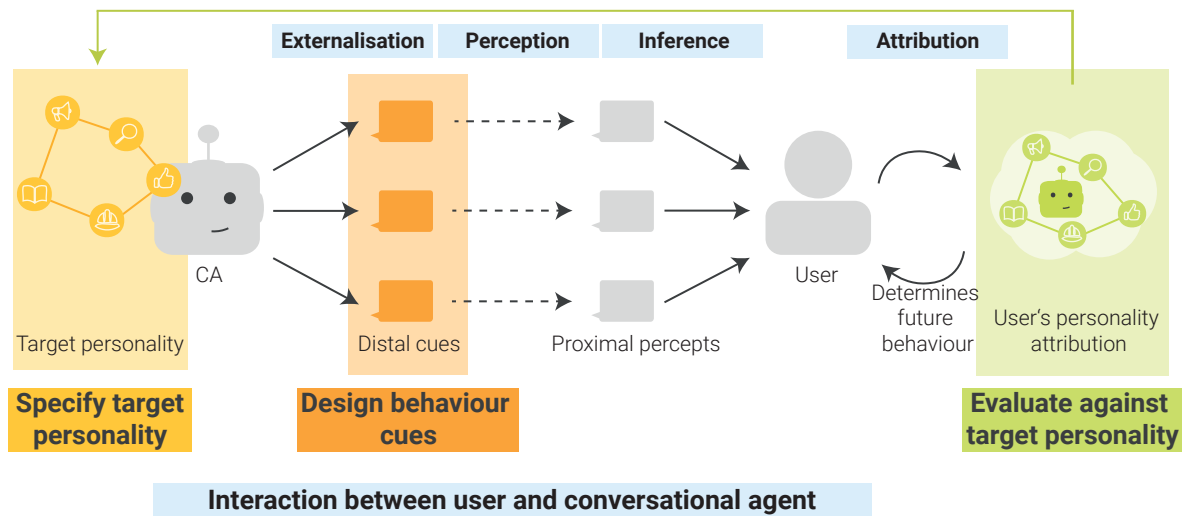 Externalisation
Perception
Inference
Attribution
CA
User
Determines
future
behaviour
Target personality
Distal cues
Proximal percepts
User's personality
attribution
Specify target
personality
Design behaviour
cues
Evaluate against
target personality
Interaction between user and conversational agent